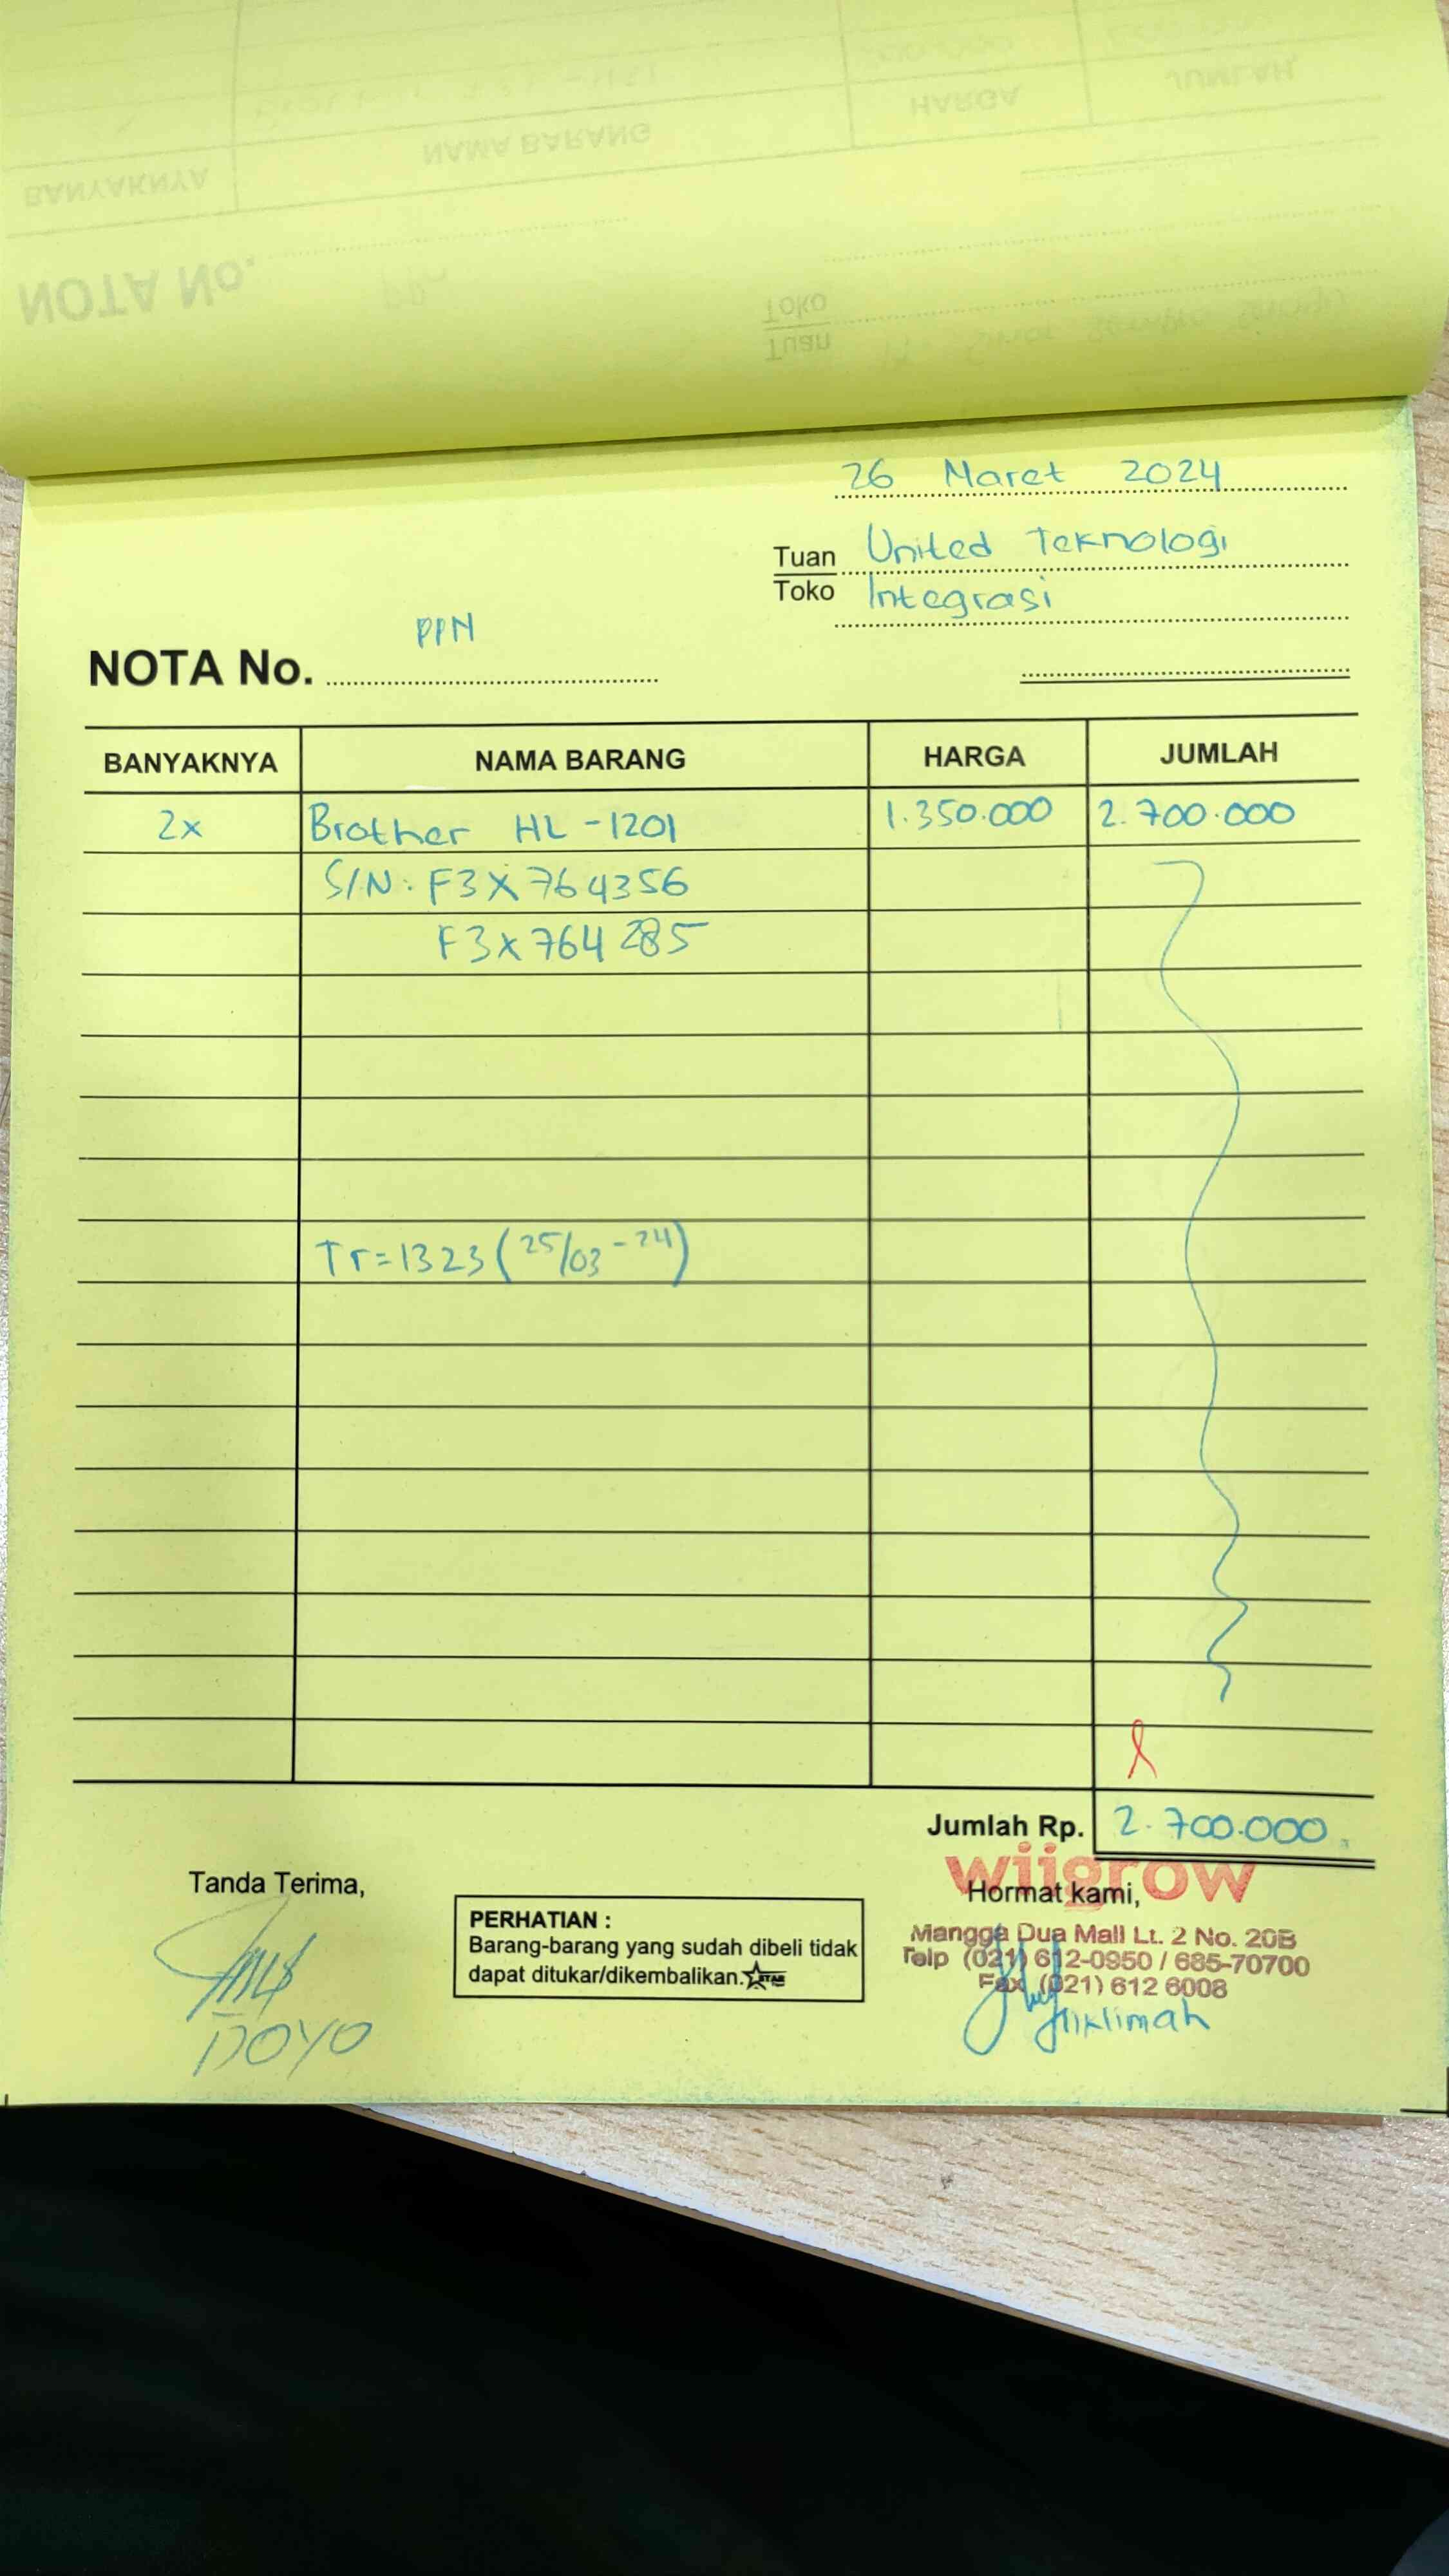 26 Maret 2024
Tuan United Teknologi
Toko Integrasi
PPN
NOTA No.
BANYAKNYA NAMA BARANG HARGA JUMLAH
2x Brother HL-1201 1.350.000 2.700.000
S/N: F3X764356
F3X764285
Tr=1323 (25/03-24)
Jumlah Rp. 2.700.000
wiigrow
Tanda Terima, Hormat kami,
PERHATIAN :
Barang-barang yang sudah dibeli tidak
dapat ditukar/dikembalikan.
Mangga Dua Mall Lt. 2 No. 20B
Telp (021) 612-0950 / 685-70700
Fax (021) 612 6008
DOYO